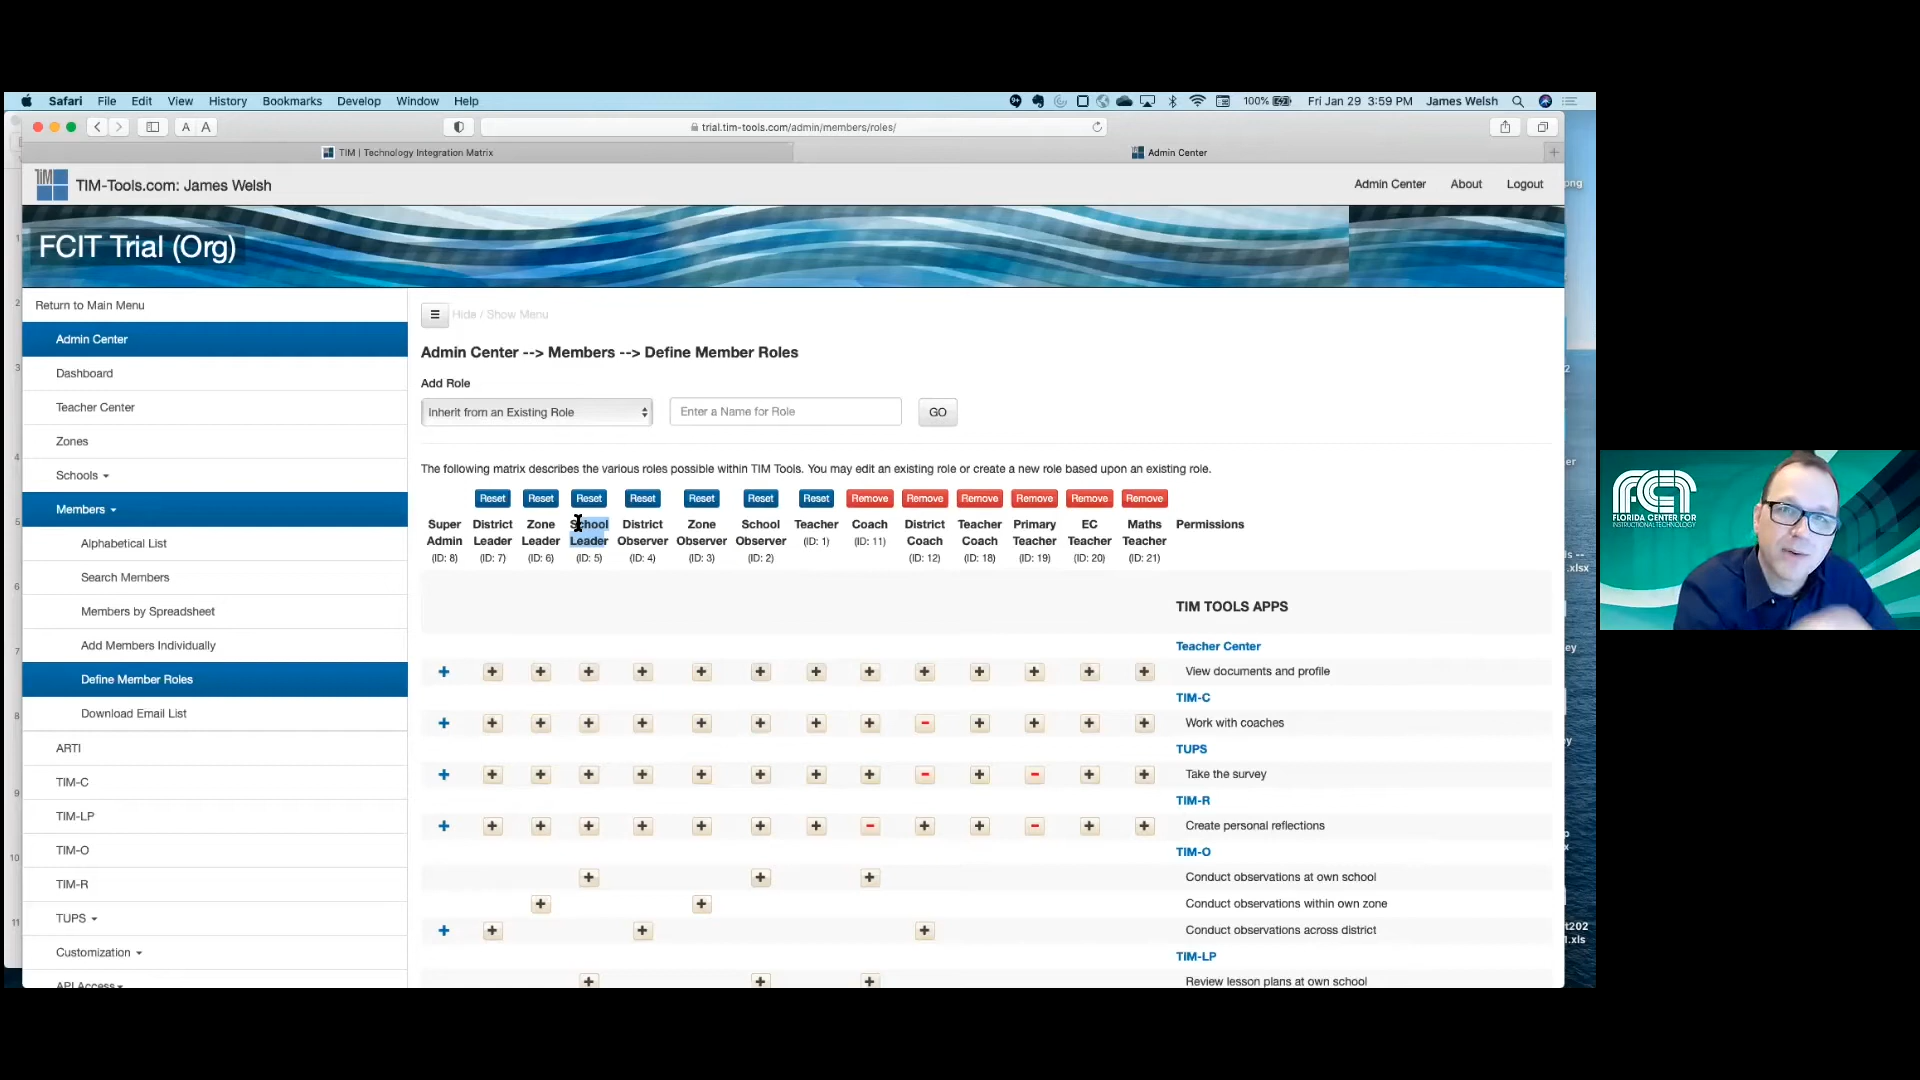 Safari File Edit View History Bookmarks Develop Window Help 100% Fri Jan 29 3:59 PM James Welsh
A A trial.tim-tools.com/admin/members/roles/
TIM | Technology Integration Matrix Admin Center
TIM-Tools.com: James Welsh Admin Center About Logout
FCIT Trial (Org)
Return to Main Menu
Admin Center
Dashboard
Teacher Center
Zones
Schools
Members
Alphabetical List
Search Members
Members by Spreadsheet
Add Members Individually
Define Member Roles
Download Email List
ARTI
TIM-C
TIM-LP
TIM-O
TIM-R
TUPS
Customization
API Access
Hide / Show Menu
Admin Center --> Members --> Define Member Roles
Add Role
Inherit from an Existing Role Enter a Name for Role GO
The following matrix describes the various roles possible within TIM Tools. You may edit an existing role or create a new role based upon an existing role.
Reset Reset Reset Reset Reset Reset Reset Remove Remove Remove Remove Remove Remove
Super District Zone School District Zone School Teacher Coach District Teacher Primary EC Maths Permissions
Admin Leader Leader Leader Observer Observer Observer (ID: 1) (ID: 11) Coach Coach Teacher Teacher Teacher
(ID: 8) (ID: 7) (ID: 6) (ID: 5) (ID: 4) (ID: 3) (ID: 2) (ID: 12) (ID: 18) (ID: 19) (ID: 20) (ID: 21)
TIM TOOLS APPS
Teacher Center
View documents and profile
TIM-C
Work with coaches
TUPS
Take the survey
TIM-R
Create personal reflections
TIM-O
Conduct observations at own school
Conduct observations within own zone
Conduct observations across district
TIM-LP
Review lesson plans at own school
FCIT
FLORIDA CENTER FOR
INSTRUCTIONAL TECHNOLOGY
.xlsx
t202
1.xls